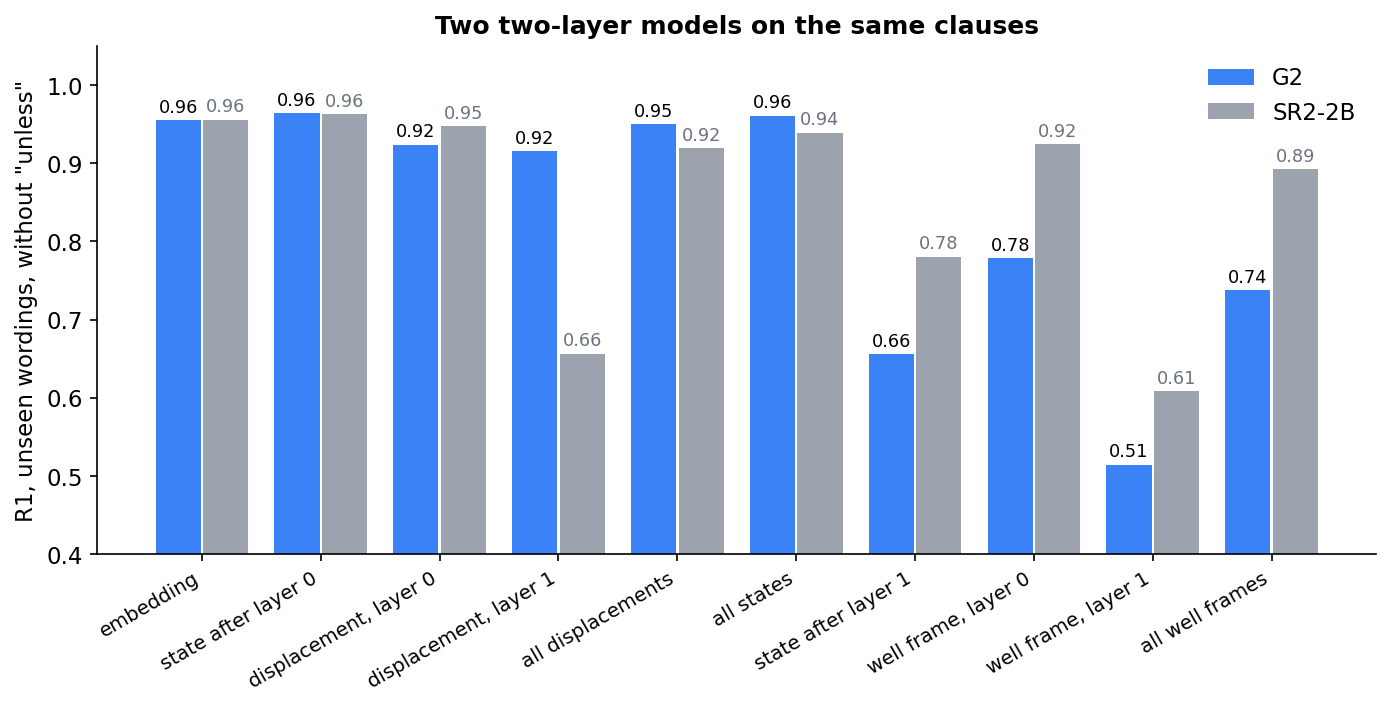 Two two-layer models on the same clauses
R1, unseen wordings, without "unless"
G2
SR2-2B
1.0
0.9
0.8
0.7
0.6
0.5
0.4
0.96 0.96
0.96 0.96
0.92 0.95
0.92 0.66
0.95 0.92
0.96 0.94
0.66 0.78
0.78 0.92
0.51 0.61
0.74 0.89
embedding
state after layer 0
displacement, layer 0
displacement, layer 1
all displacements
all states
state after layer 1
well frame, layer 0
well frame, layer 1
all well frames